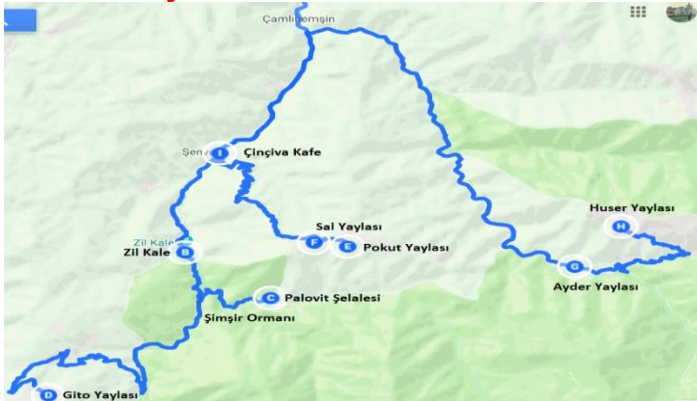 Çamlıhemşin
Şeny
I
Çinçiva Kafe
Huser Yaylası
H
Sal Yaylası
F
E
Pokut Yaylası
Zil Kale
Zil Kale
B
G
Ayder Yaylası
C
Palovit Şelalesi
Şimşir Ormanı
D
Gito Yaylası